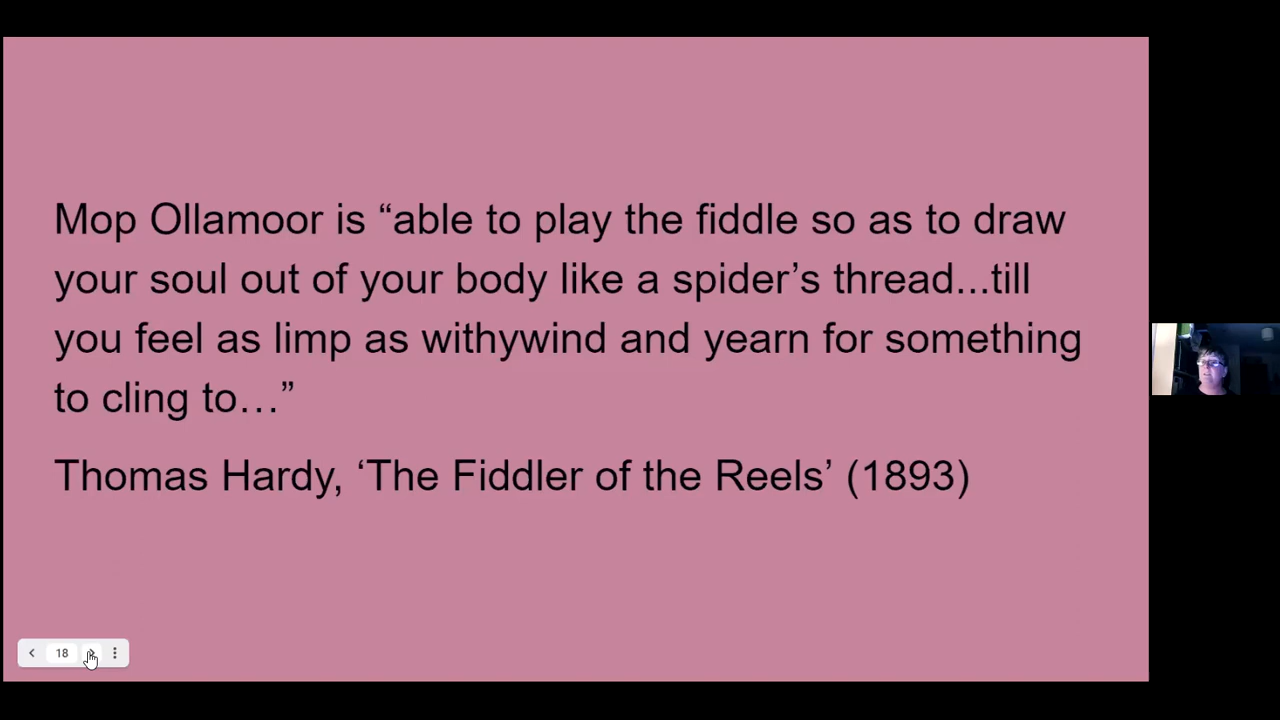 Mop Ollamoor is “able to play the fiddle so as to draw
your soul out of your body like a spider’s thread...till
you feel as limp as withywind and yearn for something
to cling to…”
Thomas Hardy, ‘The Fiddler of the Reels’ (1893)
18